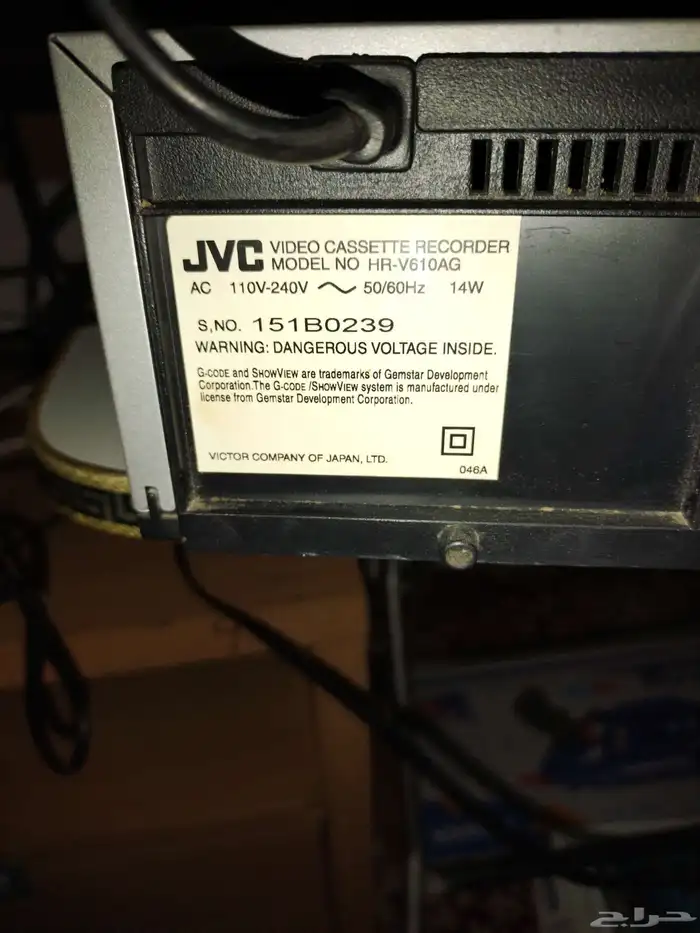 JVC VIDEO CASSETTE RECORDER
MODEL NO HR-V610AG
AC 110V-240V 50/60Hz 14W
S,NO. 151B0239
WARNING: DANGEROUS VOLTAGE INSIDE.
G-CODE and SHOWVIEW are trademarks of Gemstar Development
Corporation.The G-CODE /SHOWVIEW system is manufactured under
license from Gemstar Development Corporation.
VICTOR COMPANY OF JAPAN, LTD.
046A
حراج